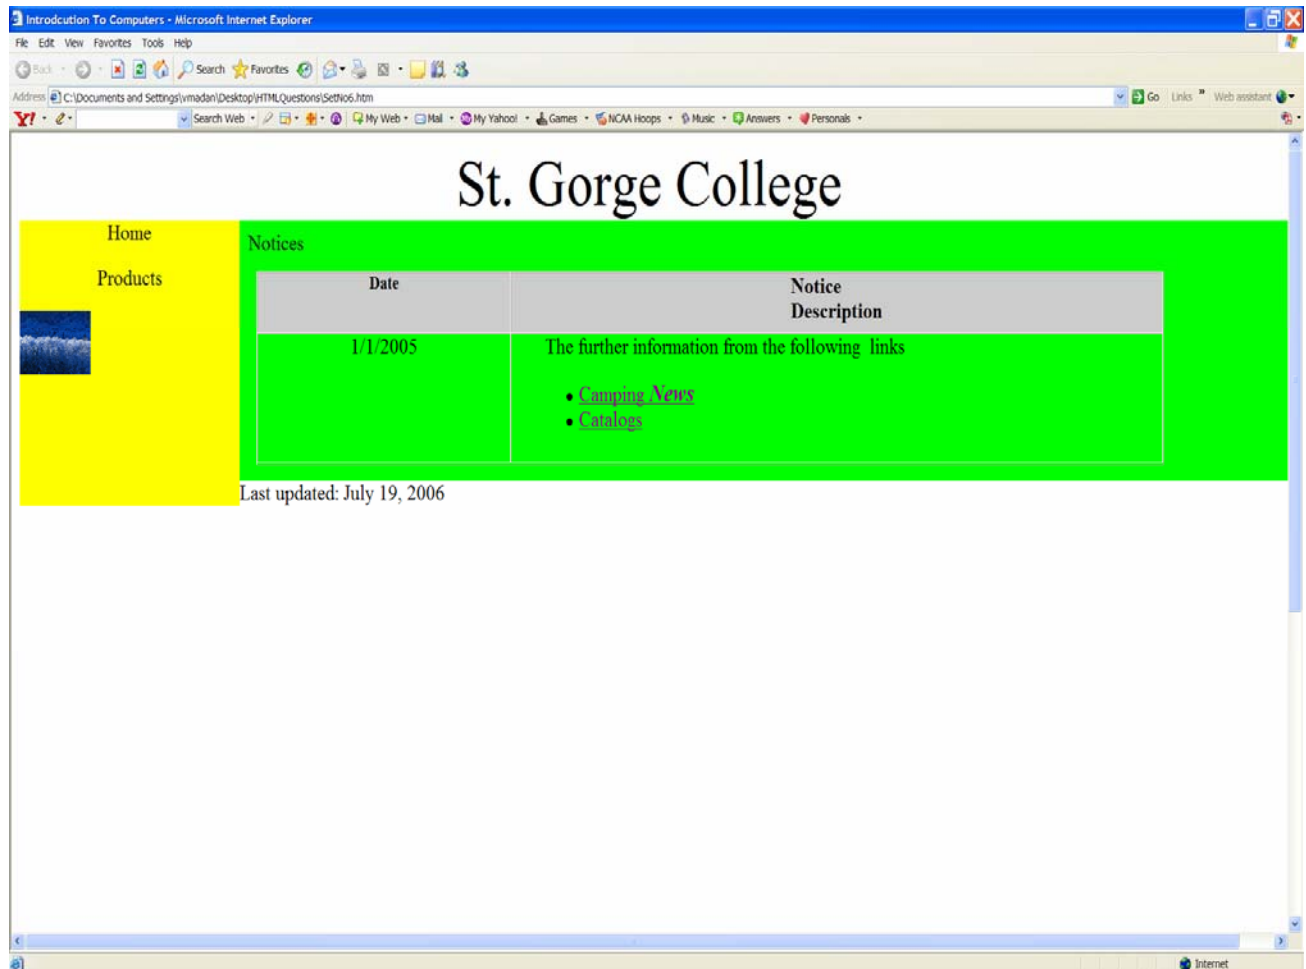 Introdcution To Computers - Microsoft Internet Explorer
File Edit View Favorites Tools Help
Back Search Favorites
Address C:\Documents and Settings\vmadan\Desktop\HTMLQuestions\SetNo6.htm Go Links » Web assistant
Y! Search Web My Web Mail My Yahoo! Games NCAA Hoops Music Answers Personals
St. Gorge College
Home
Products
Notices
Date Notice
Description
1/1/2005 The further information from the following links
• Camping News
• Catalogs
Last updated: July 19, 2006
Internet